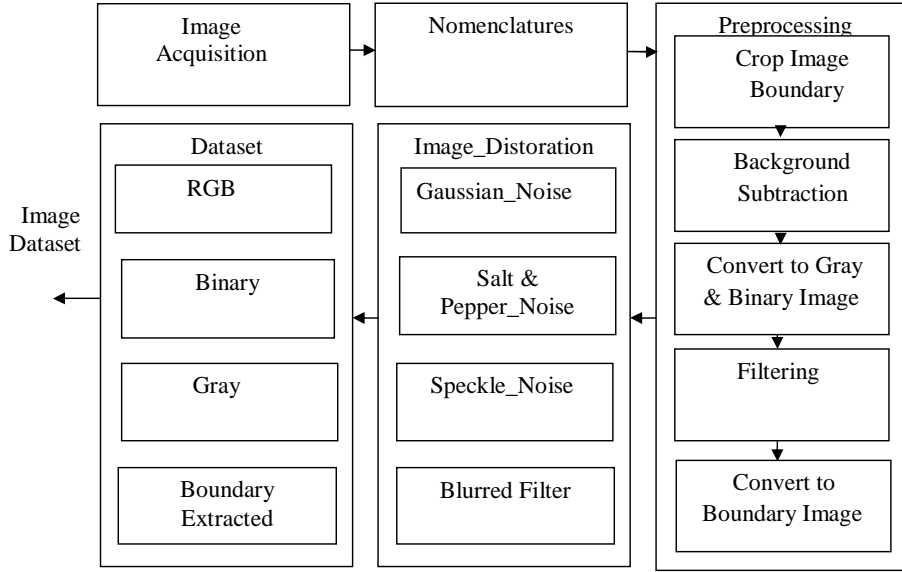 Image
Acquisition
Nomenclatures
Preprocessing
Crop Image
Boundary
Background
Subtraction
Convert to Gray
& Binary Image
Filtering
Convert to
Boundary Image
Image_Distoration
Gaussian_Noise
Salt &
Pepper_Noise
Speckle_Noise
Blurred Filter
Dataset
RGB
Binary
Gray
Boundary
Extracted
Image
Dataset